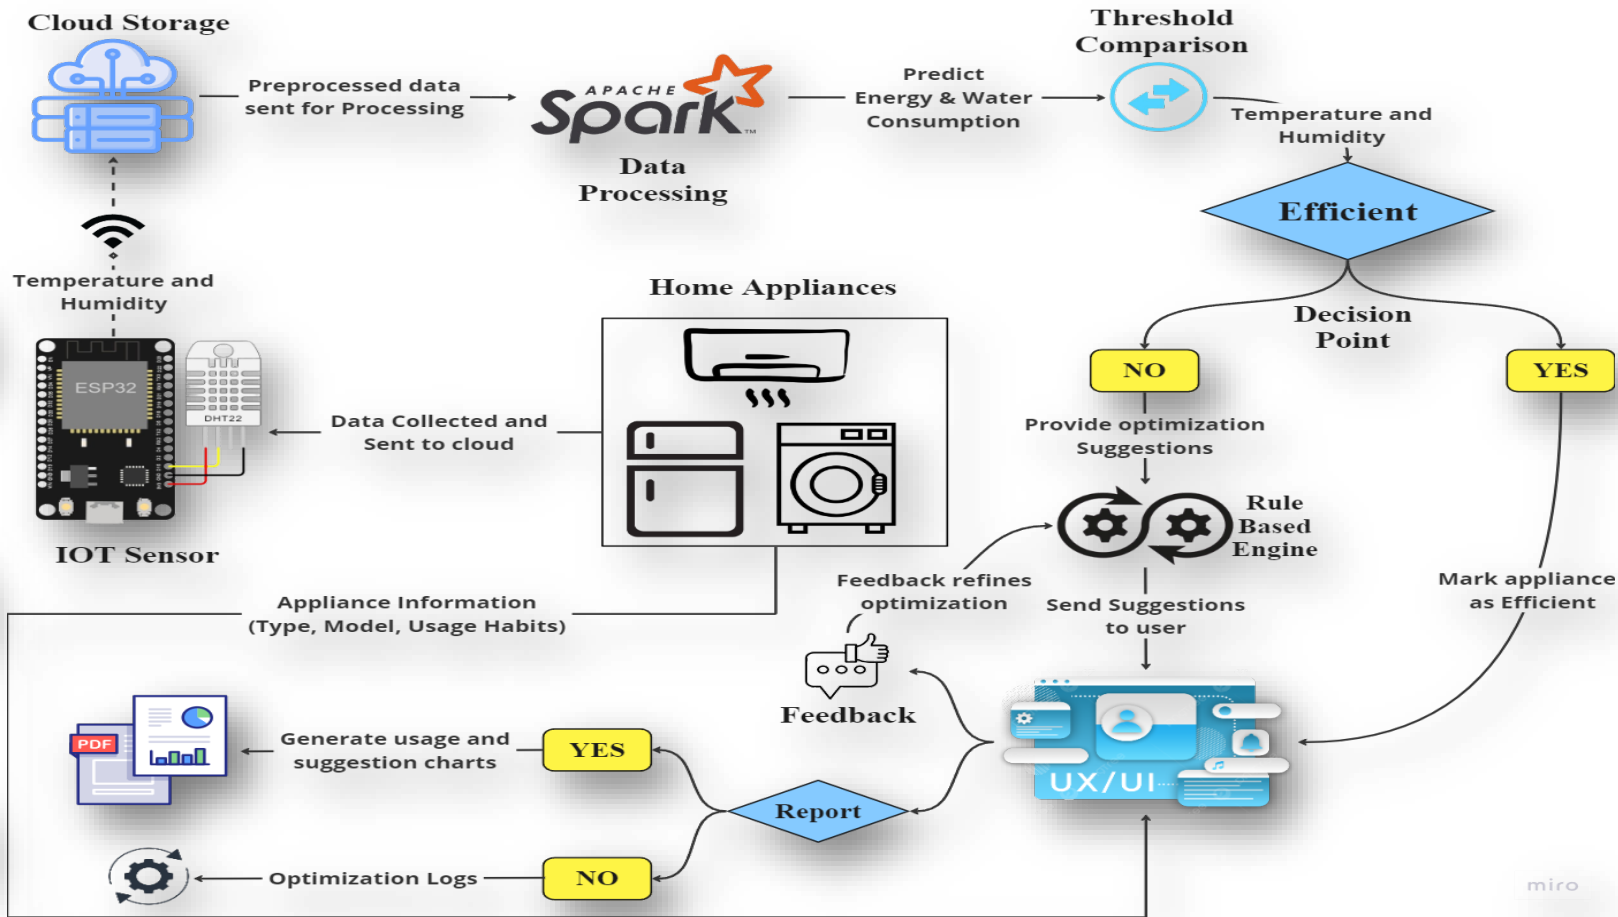 Cloud Storage
Preprocessed data
sent for Processing
APACHE
Spark™
Data
Processing
Predict
Energy & Water
Consumption
Threshold
Comparison
Temperature and
Humidity
Efficient
Decision
Point
NO
YES
Temperature and
Humidity
ESP32
DHT22
IOT Sensor
Data Collected and
Sent to cloud
Home Appliances
Provide optimization
Suggestions
Rule
Based
Engine
Mark appliance
as Efficient
Feedback refines
optimization
Send Suggestions
to user
Appliance Information
(Type, Model, Usage Habits)
Feedback
UX/UI
Report
YES
Generate usage and
suggestion charts
PDF
NO
Optimization Logs
miro